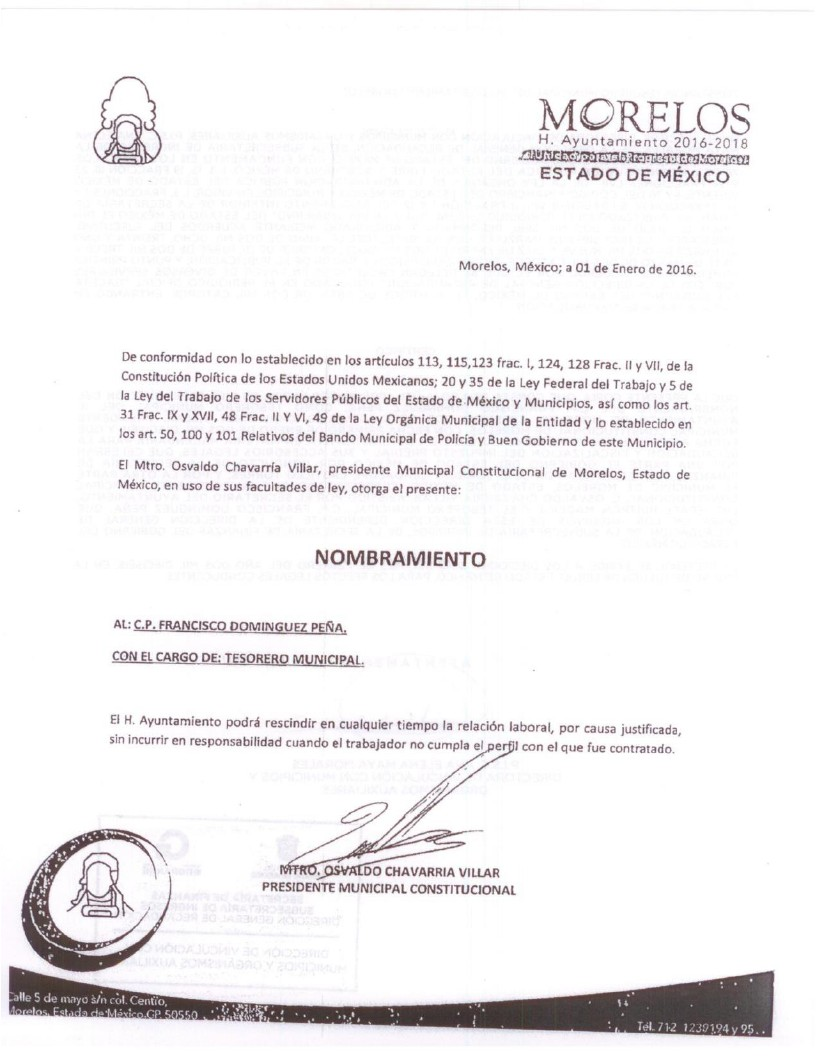 MORELOS
H. Ayuntamiento 2016-2018
ESTADO DE MÉXICO
Morelos, México; a 01 de Enero de 2016.
De conformidad con lo establecido en los artículos 113, 115,123 frac. I, 124, 128 Frac. II y VII, de la
Constitución Política de los Estados Unidos Mexicanos; 20 y 35 de la Ley Federal del Trabajo y 5 de
la Ley del Trabajo de los Servidores Públicos del Estado de México y Municipios, así como los art.
31 Frac. IX y XVII, 48 Frac. II Y VI, 49 de la Ley Orgánica Municipal de la Entidad y lo establecido en
los art. 50, 100 y 101 Relativos del Bando Municipal de Policía y Buen Gobierno de este Municipio.
El Mtro. Osvaldo Chavarría Villar, presidente Municipal Constitucional de Morelos, Estado de
México, en uso de sus facultades de ley, otorga el presente:
NOMBRAMIENTO
AL: C.P. FRANCISCO DOMINGUEZ PEÑA.
CON EL CARGO DE: TESORERO MUNICIPAL.
El H. Ayuntamiento podrá rescindir en cualquier tiempo la relación laboral, por causa justificada,
sin incurrir en responsabilidad cuando el trabajador no cumpla el perfil con el que fue contratado.
MTRO. OSVALDO CHAVARRIA VILLAR
PRESIDENTE MUNICIPAL CONSTITUCIONAL
Calle 5 de mayo s/n col. Centro,
Morelos, Estada de México.CP. 50550
Tél. 712 1239194 y 95